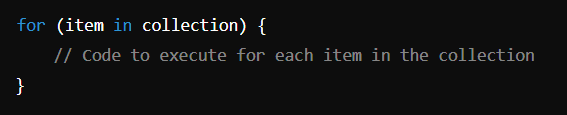 for (item in collection) {
    // Code to execute for each item in the collection
}